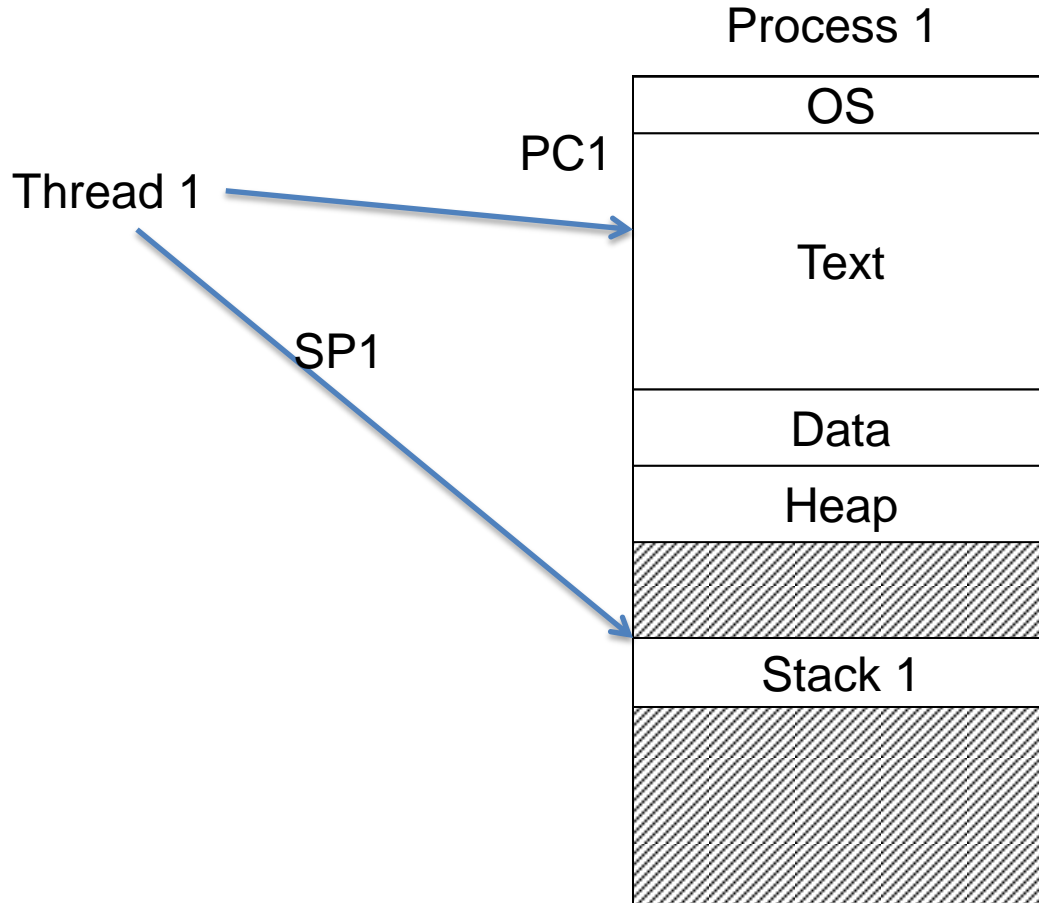 Process 1
OS
PC1
Thread 1
Text
SP1
Data
Heap
Stack 1